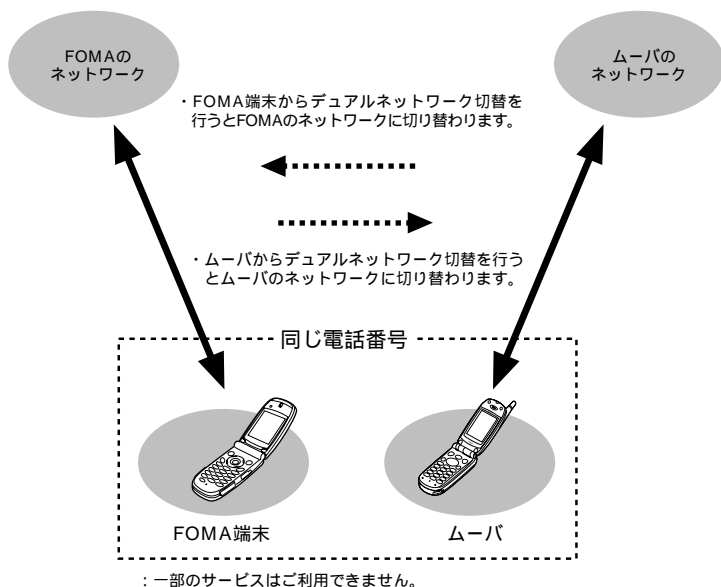 FOMAの
ネットワーク
ムーバの
ネットワーク
・FOMA端末からデュアルネットワーク切替を
行うとFOMAのネットワークに切り替わります。
・ムーバからデュアルネットワーク切替を行う
とムーバのネットワークに切り替わります。
同じ電話番号
FOMA端末
ムーバ
：一部のサービスはご利用できません。